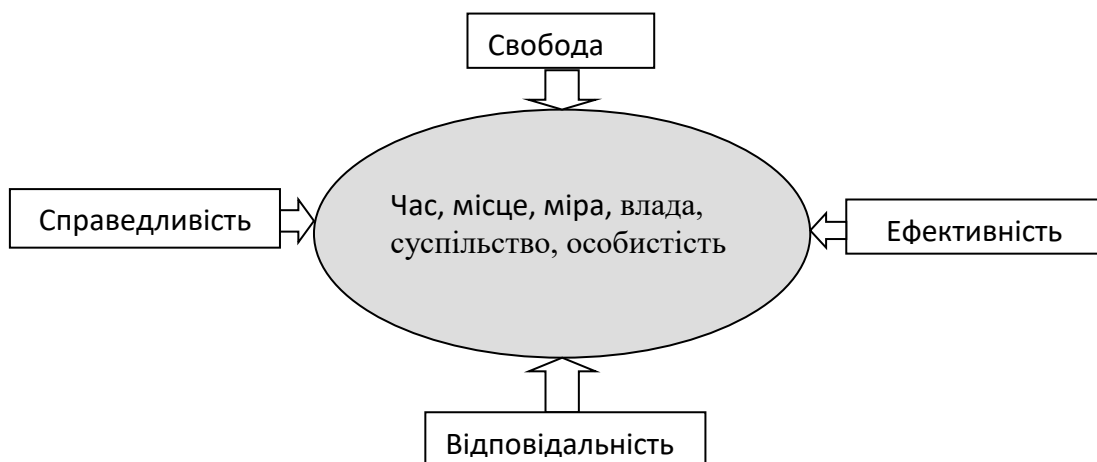 Свобода
Час, місце, міра, влада,
суспільство, особистість
Справедливість
Ефективність
Відповідальність